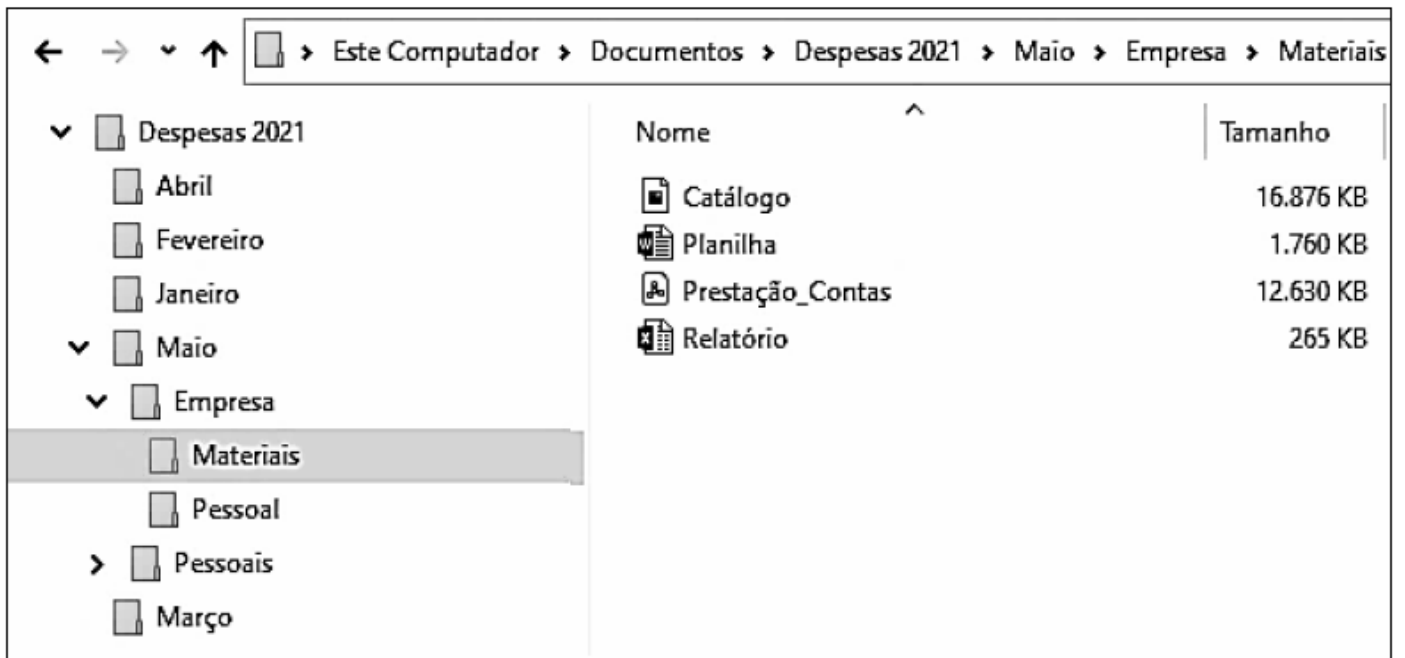 Este Computador > Documentos > Despesas 2021 > Maio > Empresa > Materiais
Despesas 2021
Abril
Fevereiro
Janeiro
Maio
Empresa
Materiais
Pessoal
Pessoais
Março
Nome Tamanho
Catálogo 16.876 KB
Planilha 1.760 KB
Prestação_Contas 12.630 KB
Relatório 265 KB